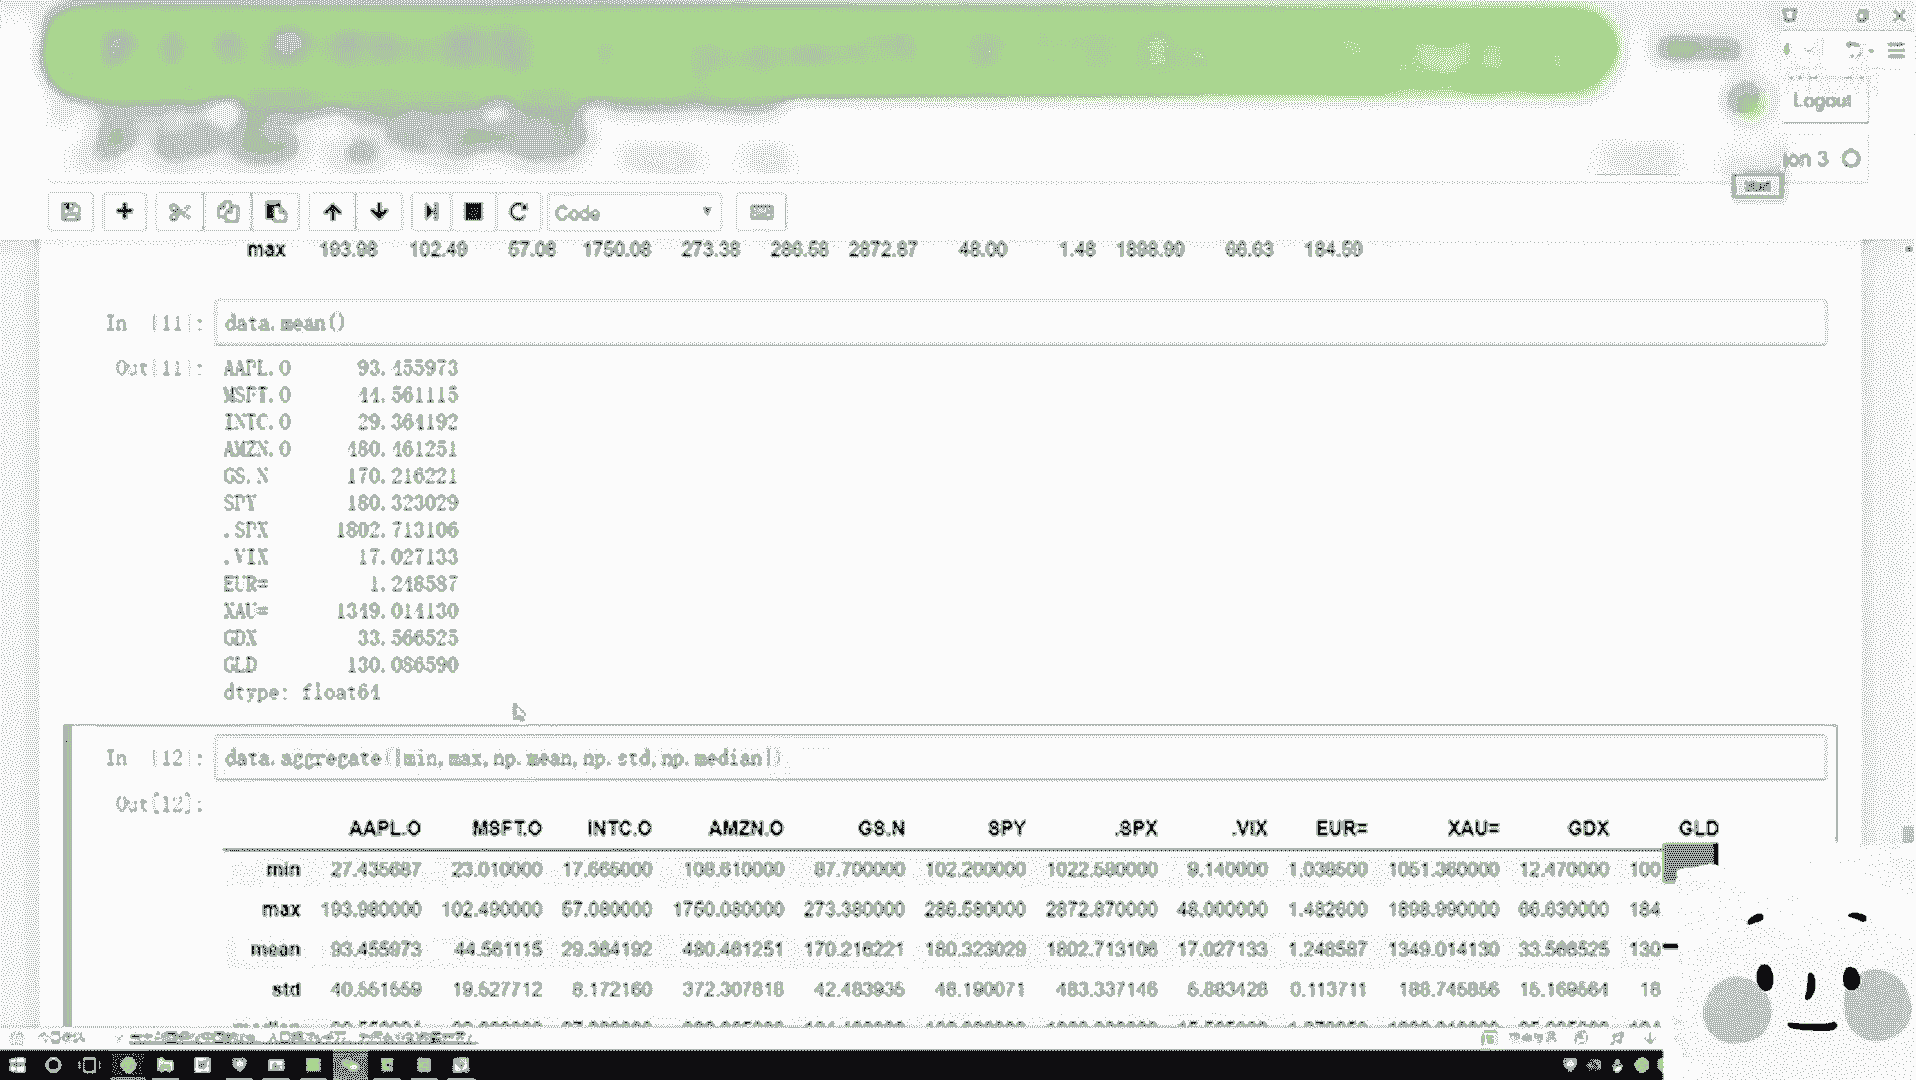 Logout
on 3
Code
max 193.98 102.49 57.08 1750.08 273.38 286.58 2872.87 48.00 1.48 1898.99 66.63 184.59
In [11]: data.mean()
Out[11]: AAPL.O 93.455973
MSFT.O 44.561115
INTC.O 29.364192
AMZN.O 480.461251
GS.N 170.216221
SPY 180.323029
.SPX 1802.713106
.VIX 17.027133
EUR= 1.248587
XAU= 1349.014130
GDX 33.566525
GLD 130.086590
dtype: float64
In [12]: data.aggregate([min,max,np.mean,np.std,np.median])
Out[12]:
AAPL.O MSFT.O INTC.O AMZN.O GS.N SPY .SPX .VIX EUR= XAU= GDX GLD
min 27.435687 23.010000 17.665000 108.610000 87.700000 102.200000 1022.580000 9.140000 1.038500 1051.360000 12.470000 100
max 193.980000 102.490000 57.080000 1750.080000 273.380000 286.580000 2872.870000 48.000000 1.482600 1898.990000 66.630000 184
mean 93.455973 44.561115 29.364192 480.461251 170.216221 180.323029 1802.713106 17.027133 1.248587 1349.014130 33.566525 130
std 40.551559 19.527712 8.172160 372.307818 42.483935 48.190071 483.337146 5.883428 0.113711 188.745856 15.169564 18